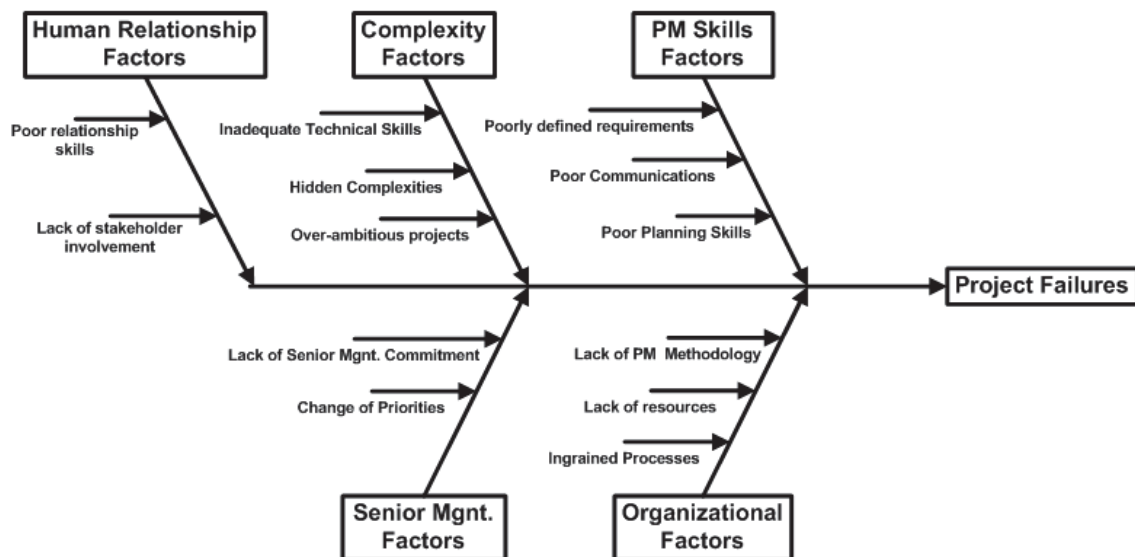 Human Relationship
Factors
Complexity
Factors
PM Skills
Factors
Poor relationship
skills
Lack of stakeholder
involvement
Inadequate Technical Skills
Hidden Complexities
Over-ambitious projects
Poorly defined requirements
Poor Communications
Poor Planning Skills
Project Failures
Lack of Senior Mgnt. Commitment
Change of Priorities
Lack of PM Methodology
Lack of resources
Ingrained Processes
Senior Mgnt.
Factors
Organizational
Factors